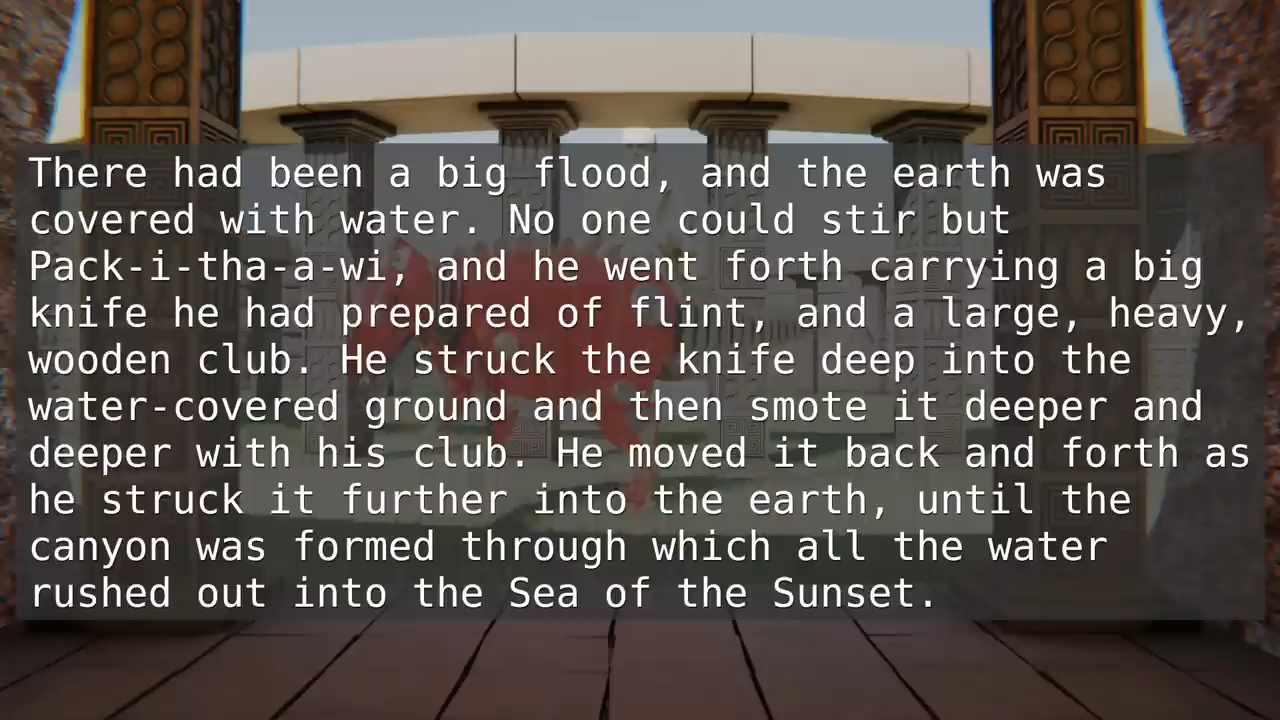 There had been a big flood, and the earth was
covered with water. No one could stir but
Pack-i-tha-a-wi, and he went forth carrying a big
knife he had prepared of flint, and a large, heavy,
wooden club. He struck the knife deep into the
water-covered ground and then smote it deeper and
deeper with his club. He moved it back and forth as
he struck it further into the earth, until the
canyon was formed through which all the water
rushed out into the Sea of the Sunset.